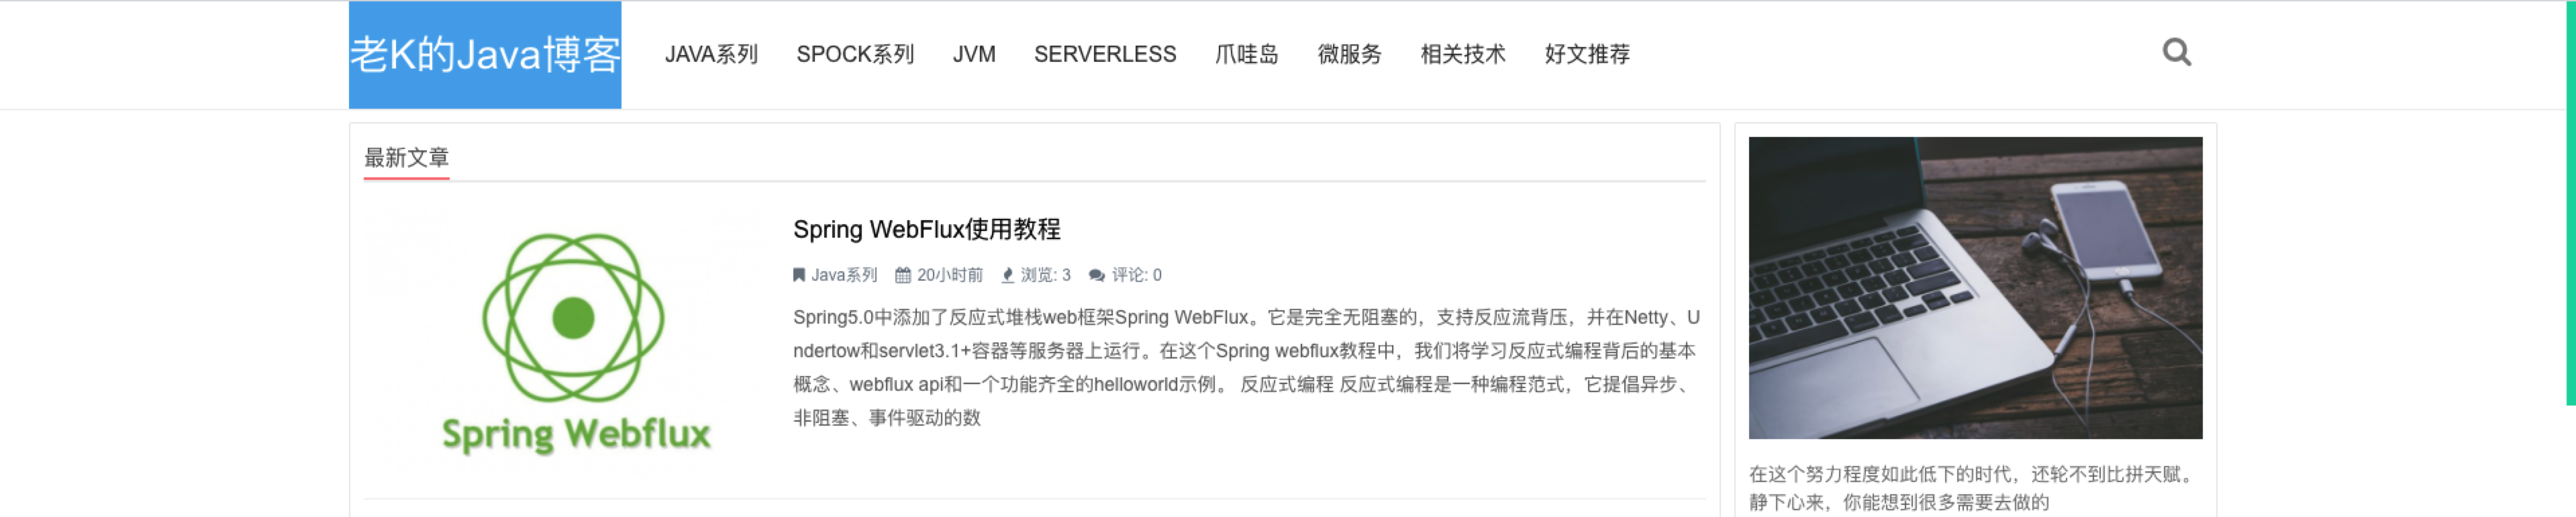 老K的Java博客
JAVA系列 SPOCK系列 JVM SERVERLESS 爪哇岛 微服务 相关技术 好文推荐
最新文章
Spring WebFlux使用教程
Java系列 20小时前 浏览: 3 评论: 0
Spring5.0中添加了反应式堆栈web框架Spring WebFlux。它是完全无阻塞的，支持反应流背压，并在Netty、U
ndertow和servlet3.1+容器等服务器上运行。在这个Spring webflux教程中，我们将学习反应式编程背后的基本
概念、webflux api和一个功能齐全的helloworld示例。 反应式编程 反应式编程是一种编程范式，它提倡异步、
非阻塞、事件驱动的数
Spring Webflux
在这个努力程度如此低下的时代，还轮不到比拼天赋。
静下心来，你能想到很多需要去做的